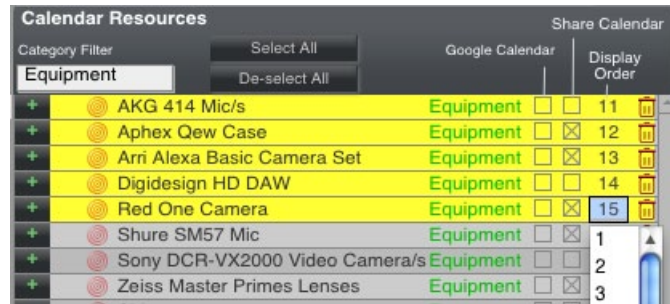 Calendar Resources
Share Calendar
Category Filter
Select All
Google Calendar
Display
Order
Equipment
De-select All
+ AKG 414 Mic/s Equipment 11
+ Aphex Qew Case Equipment 12
+ Arri Alexa Basic Camera Set Equipment 13
+ Digidesign HD DAW Equipment 14
+ Red One Camera Equipment 15
+ Shure SM57 Mic Equipment 1
+ Sony DCR-VX2000 Video Camera/s Equipment 2
+ Zeiss Master Primes Lenses Equipment 3